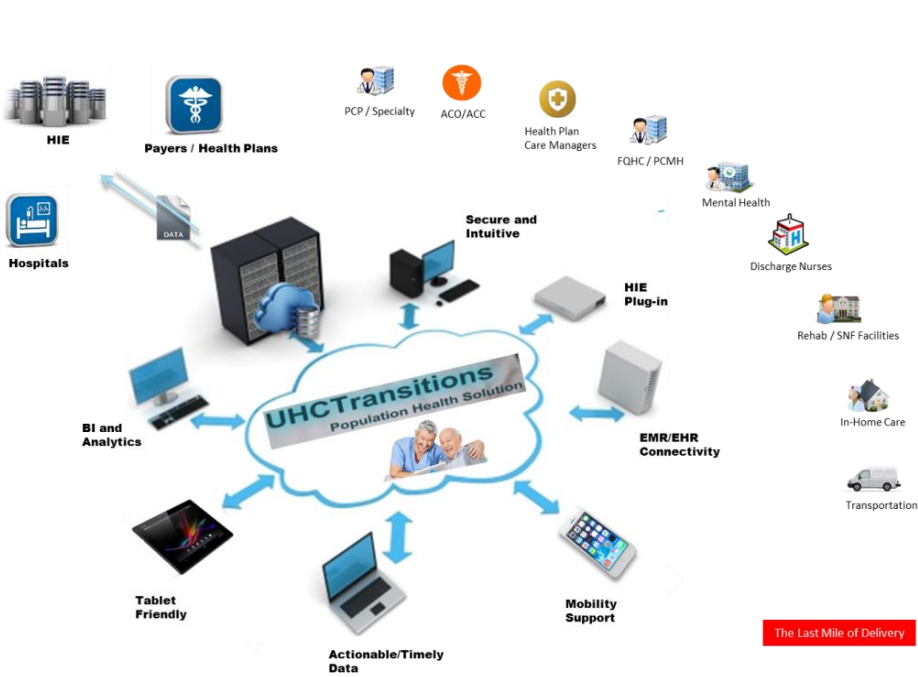 HIE
Payers / Health Plans
PCP / Specialty
ACO/ACC
Health Plan
Care Managers
FQHC / PCMH
Mental Health
Discharge Nurses
Rehab / SNF Facilities
In-Home Care
Transportation
Hospitals
DATA
Secure and
Intuitive
HIE
Plug-in
EMR/EHR
Connectivity
Mobility
Support
Actionable/Timely
Data
Tablet
Friendly
BI and
Analytics
UHCTransitions
Population Health Solution
The Last Mile of Delivery